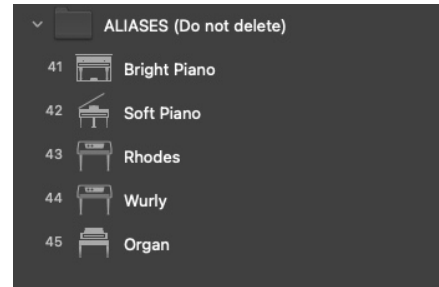 ALIASES (Do not delete)
41 Bright Piano
42 Soft Piano
43 Rhodes
44 Wurly
45 Organ